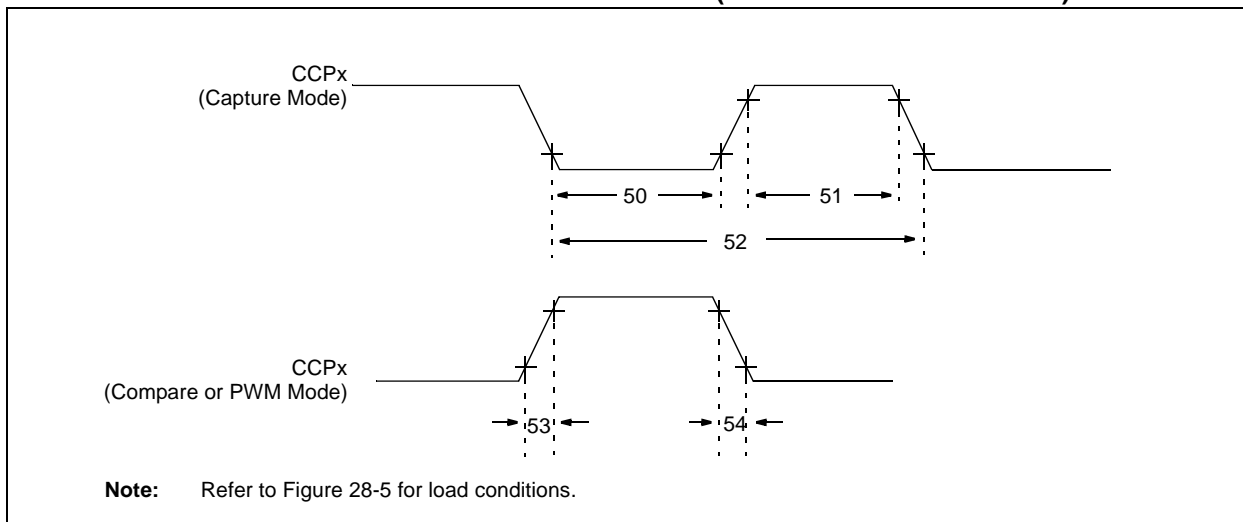 CCPx
(Capture Mode)
50
51
52
CCPx
(Compare or PWM Mode)
53
54
Note: Refer to Figure 28-5 for load conditions.